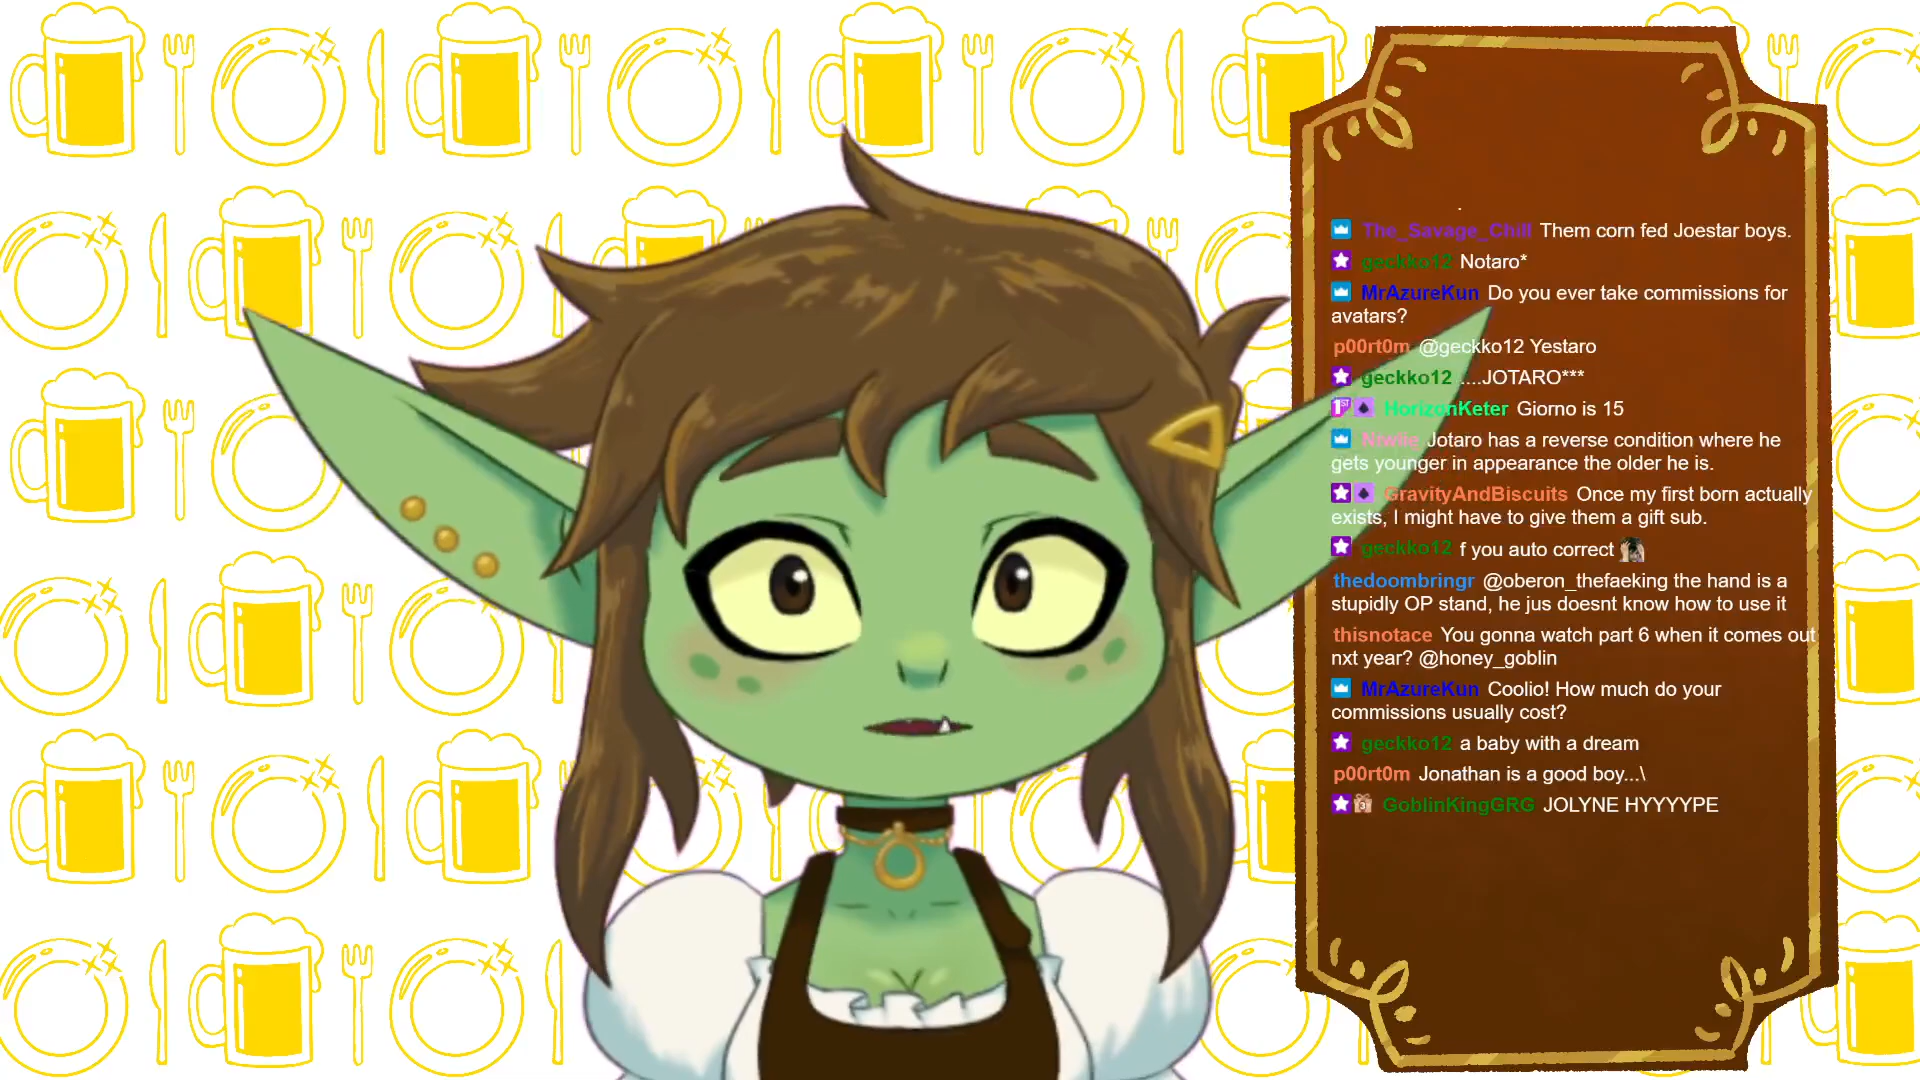 The_Savage_Chill Them corn fed Joestar boys.
geckko12 Notaro*
MrAzureKun Do you ever take commissions for
avatars?
p00rt0m @geckko12 Yestaro
geckko12 ....JOTARO***
1ST HorizonKeter Giorno is 15
Niwlie Jotaro has a reverse condition where he
gets younger in appearance the older he is.
GravityAndBiscuits Once my first born actually
exists, I might have to give them a gift sub.
geckko12 f you auto correct
thedoombringr @oberon_thefaeking the hand is a
stupidly OP stand, he jus doesnt know how to use it
thisnotace You gonna watch part 6 when it comes out
nxt year? @honey_goblin
MrAzureKun Coolio! How much do your
commissions usually cost?
geckko12 a baby with a dream
p00rt0m Jonathan is a good boy...\
3 GoblinKingGRG JOLYNE HYYYYPE